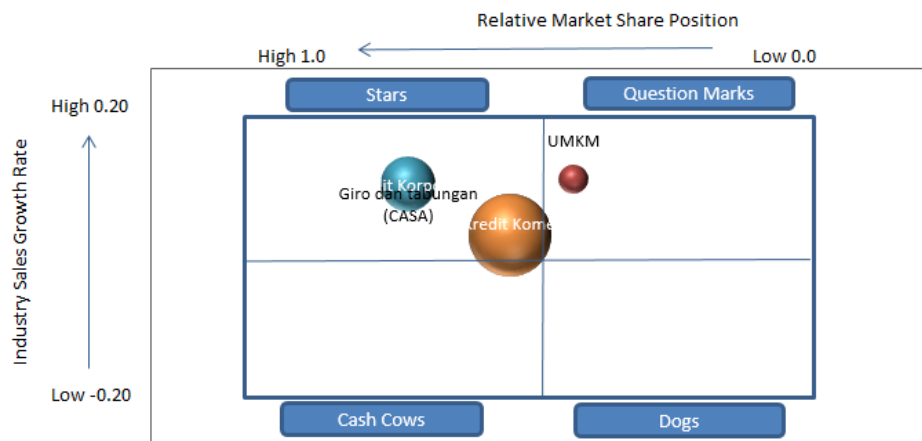 Relative Market Share Position
High 1.0
Low 0.0
Stars
Question Marks
High 0.20
Industry Sales Growth Rate
UMKM
Giro dan tabungan
(CASA)
Low -0.20
Cash Cows
Dogs